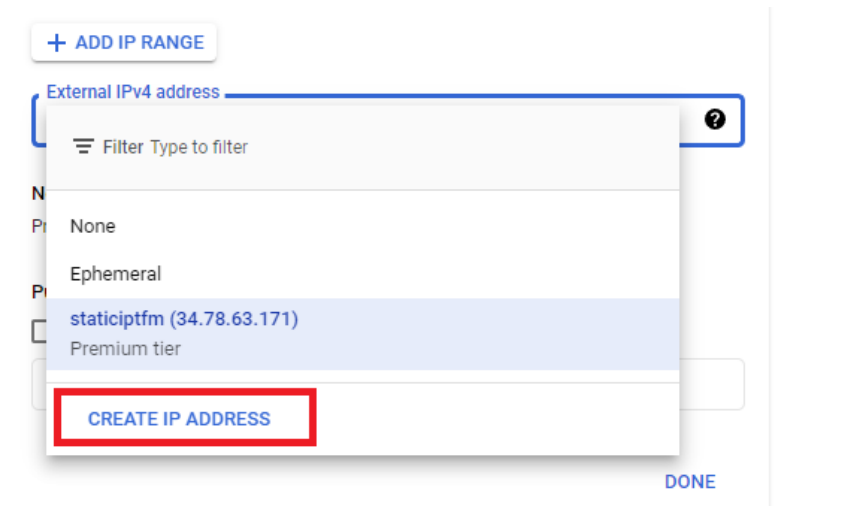 + ADD IP RANGE
External IPv4 address
Filter Type to filter
N
None
Pr
Ephemeral
P
staticiptfm (34.78.63.171)
Premium tier
CREATE IP ADDRESS
DONE